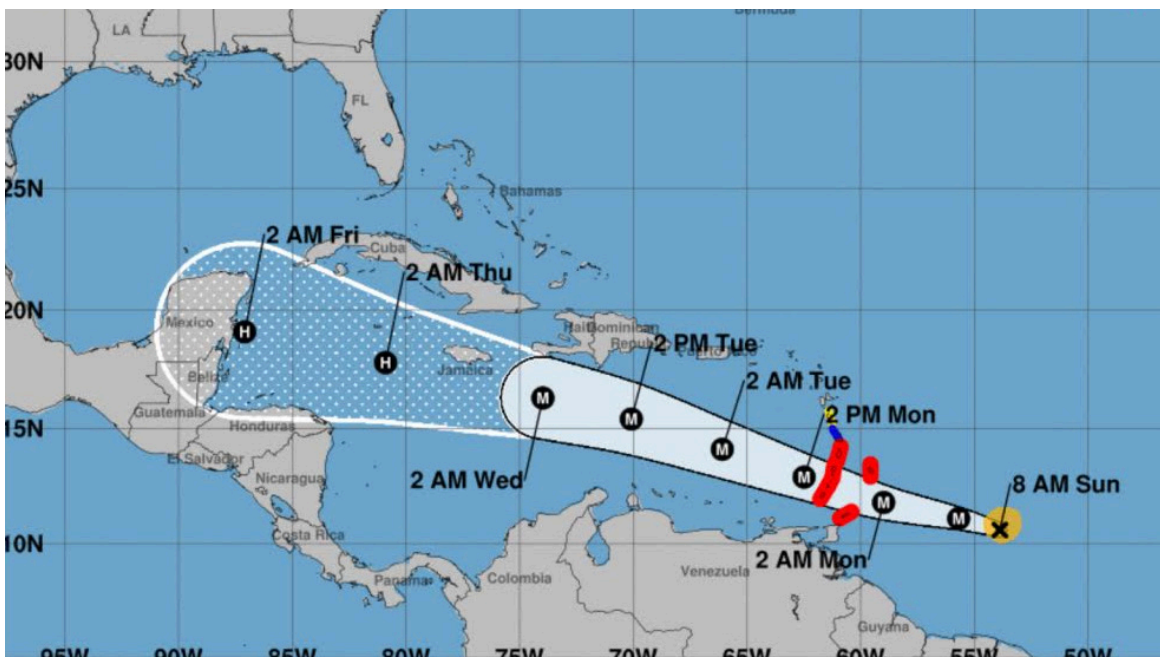 Bermuda
LA
30N
FL
25N
Bahamas
2 AM Fri
Cuba
2 AM Thu
20N
Mexico
H
H
Haiti
Dominican
Republic
2 PM Tue
Puerto Rico
Jamaica
2 AM Tue
Belize
M
M
2 PM Mon
Guatemala
15N
Honduras
M
El Salvador
M
2 AM Wed
8 AM Sun
Nicaragua
M
M
10N
Costa Rica
2 AM Mon
Panama
Colombia
Venezuela
Guyana
95W
90W
85W
80W
75W
70W
65W
60W
55W
50W